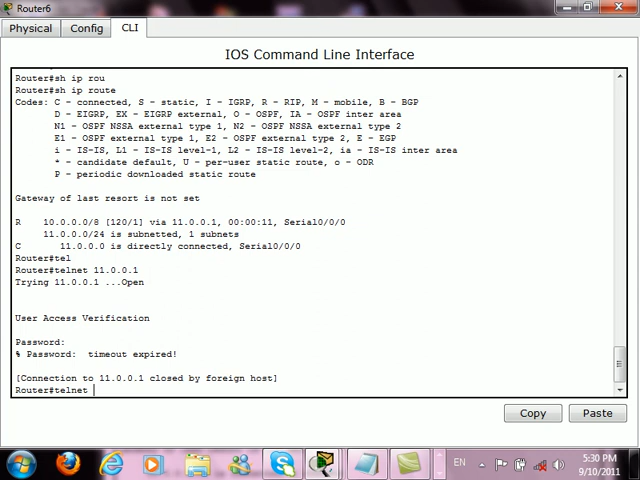 Router6
Physical Config CLI
IOS Command Line Interface
Router#sh ip rou
Router#sh ip route
Codes: C - connected, S - static, I - IGRP, R - RIP, M - mobile, B - BGP
D - EIGRP, EX - EIGRP external, O - OSPF, IA - OSPF inter area
N1 - OSPF NSSA external type 1, N2 - OSPF NSSA external type 2
E1 - OSPF external type 1, E2 - OSPF external type 2, E - EGP
i - IS-IS, L1 - IS-IS level-1, L2 - IS-IS level-2, ia - IS-IS inter area
* - candidate default, U - per-user static route, o - ODR
P - periodic downloaded static route
Gateway of last resort is not set
R 10.0.0.0/8 [120/1] via 11.0.0.1, 00:00:11, Serial0/0/0
11.0.0.0/24 is subnetted, 1 subnets
C 11.0.0.0 is directly connected, Serial0/0/0
Router#tel
Router#telnet 11.0.0.1
Trying 11.0.0.1 ...Open
User Access Verification
Password:
% Password: timeout expired!
[Connection to 11.0.0.1 closed by foreign host]
Router#telnet
Copy Paste
EN
5:30 PM
9/10/2011